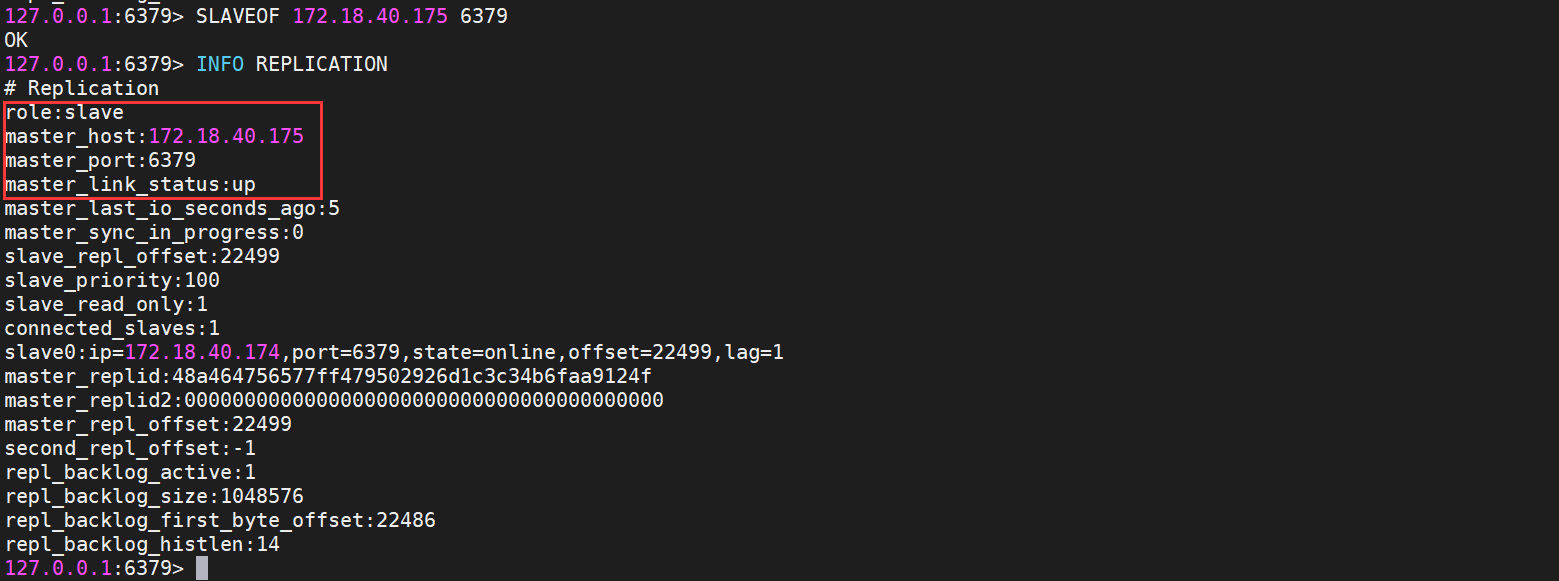 127.0.0.1:6379> SLAVEOF 172.18.40.175 6379
OK
127.0.0.1:6379> INFO REPLICATION
# Replication
role:slave
master_host:172.18.40.175
master_port:6379
master_link_status:up
master_last_io_seconds_ago:5
master_sync_in_progress:0
slave_repl_offset:22499
slave_priority:100
slave_read_only:1
connected_slaves:1
slave0:ip=172.18.40.174,port=6379,state=online,offset=22499,lag=1
master_replid:48a464756577ff479502926d1c3c34b6faa9124f
master_replid2:0000000000000000000000000000000000000000
master_repl_offset:22499
second_repl_offset:-1
repl_backlog_active:1
repl_backlog_size:1048576
repl_backlog_first_byte_offset:22486
repl_backlog_histlen:14
127.0.0.1:6379>